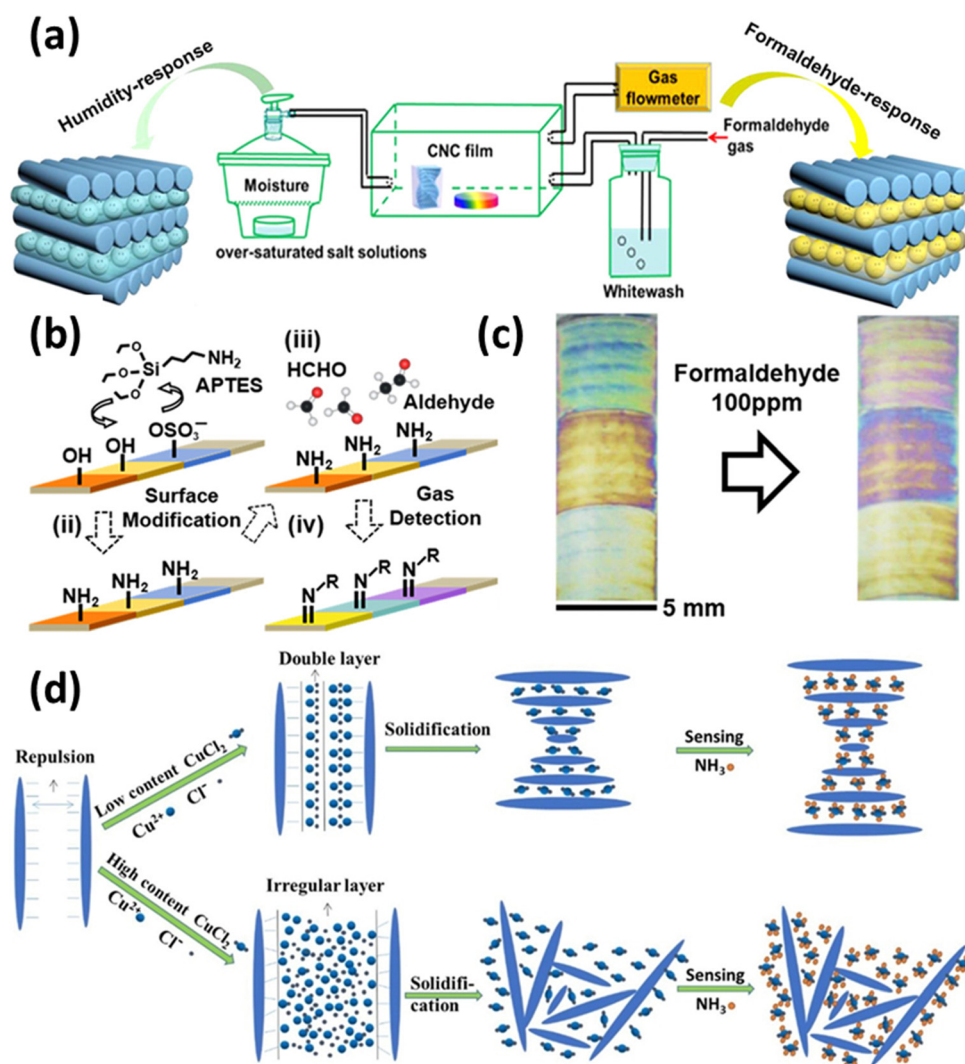 (a)
Humidity-response
Moisture
over-saturated salt solutions
CNC film
Gas
flowmeter
Formaldehyde
gas
Whitewash
Formaldehyde-response
(b)
O
O
Si
O
NH₂
APTES
OH
OH
OSO₃⁻
(ii)
Surface
Modification
NH₂
NH₂
NH₂
(iii)
HCHO
Aldehyde
NH₂
NH₂
NH₂
(iv)
Gas
Detection
N
R
N
R
N
R
(c)
Formaldehyde
100ppm
5 mm
(d)
Repulsion
Low content CuCl₂
Cu²⁺
Cl⁻
Double layer
Solidification
Sensing
NH₃
High content CuCl₂
Cu²⁺
Cl⁻
Irregular layer
Solidifi-
cation
Sensing
NH₃